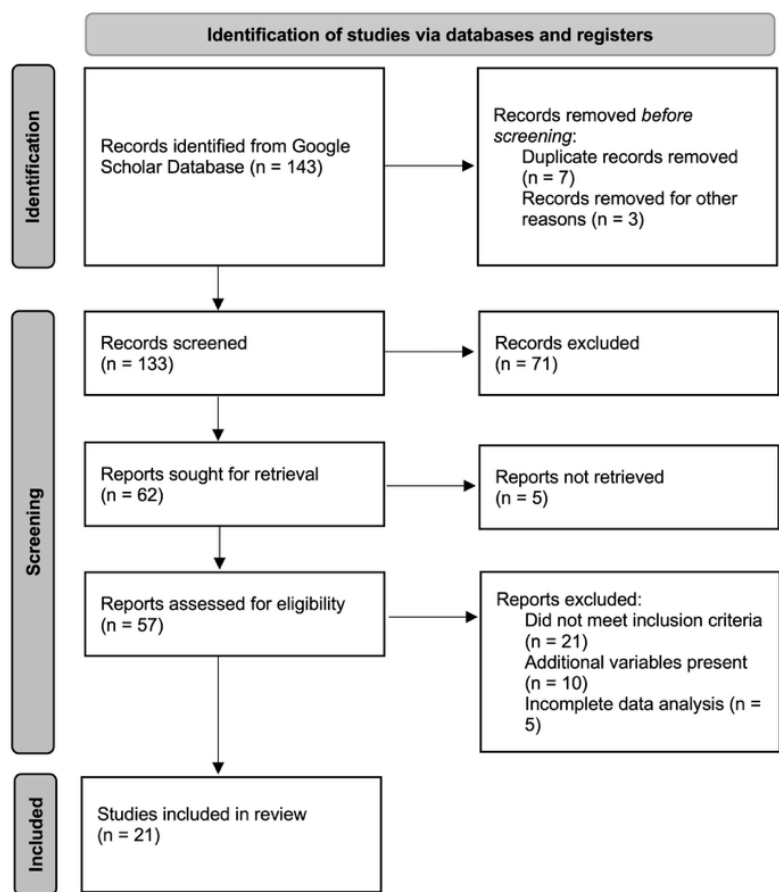 Identification of studies via databases and registers
Identification
Records identified from Google
Scholar Database (n = 143)
Records removed before
screening:
Duplicate records removed
(n = 7)
Records removed for other
reasons (n = 3)
Screening
Records screened
(n = 133)
Records excluded
(n = 71)
Reports sought for retrieval
(n = 62)
Reports not retrieved
(n = 5)
Reports assessed for eligibility
(n = 57)
Reports excluded:
Did not meet inclusion criteria
(n = 21)
Additional variables present
(n = 10)
Incomplete data analysis (n =
5)
Included
Studies included in review
(n = 21)